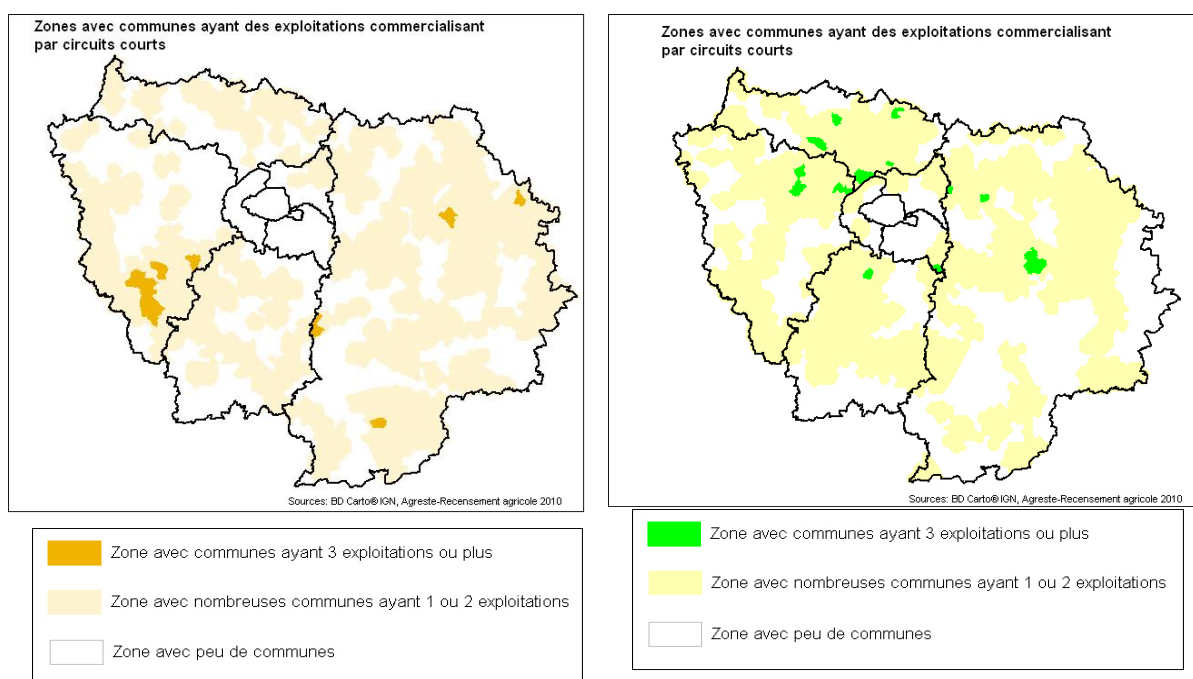 Zones avec communes ayant des exploitations commercialisant
par circuits courts
Sources: BD Carto® IGN, Agreste-Recensement agricole 2010
Zone avec communes ayant 3 exploitations ou plus
Zone avec nombreuses communes ayant 1 ou 2 exploitations
Zone avec peu de communes
Zones avec communes ayant des exploitations commercialisant
par circuits courts
Sources: BD Carto® IGN, Agreste-Recensement agricole 2010
Zone avec communes ayant 3 exploitations ou plus
Zone avec nombreuses communes ayant 1 ou 2 exploitations
Zone avec peu de communes